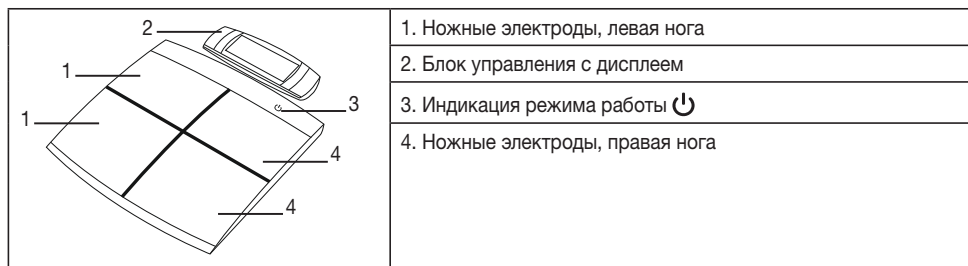 2
1
1
3
4
4
1. Ножные электроды, левая нога
2. Блок управления с дисплеем
3. Индикация режима работы
4. Ножные электроды, правая нога